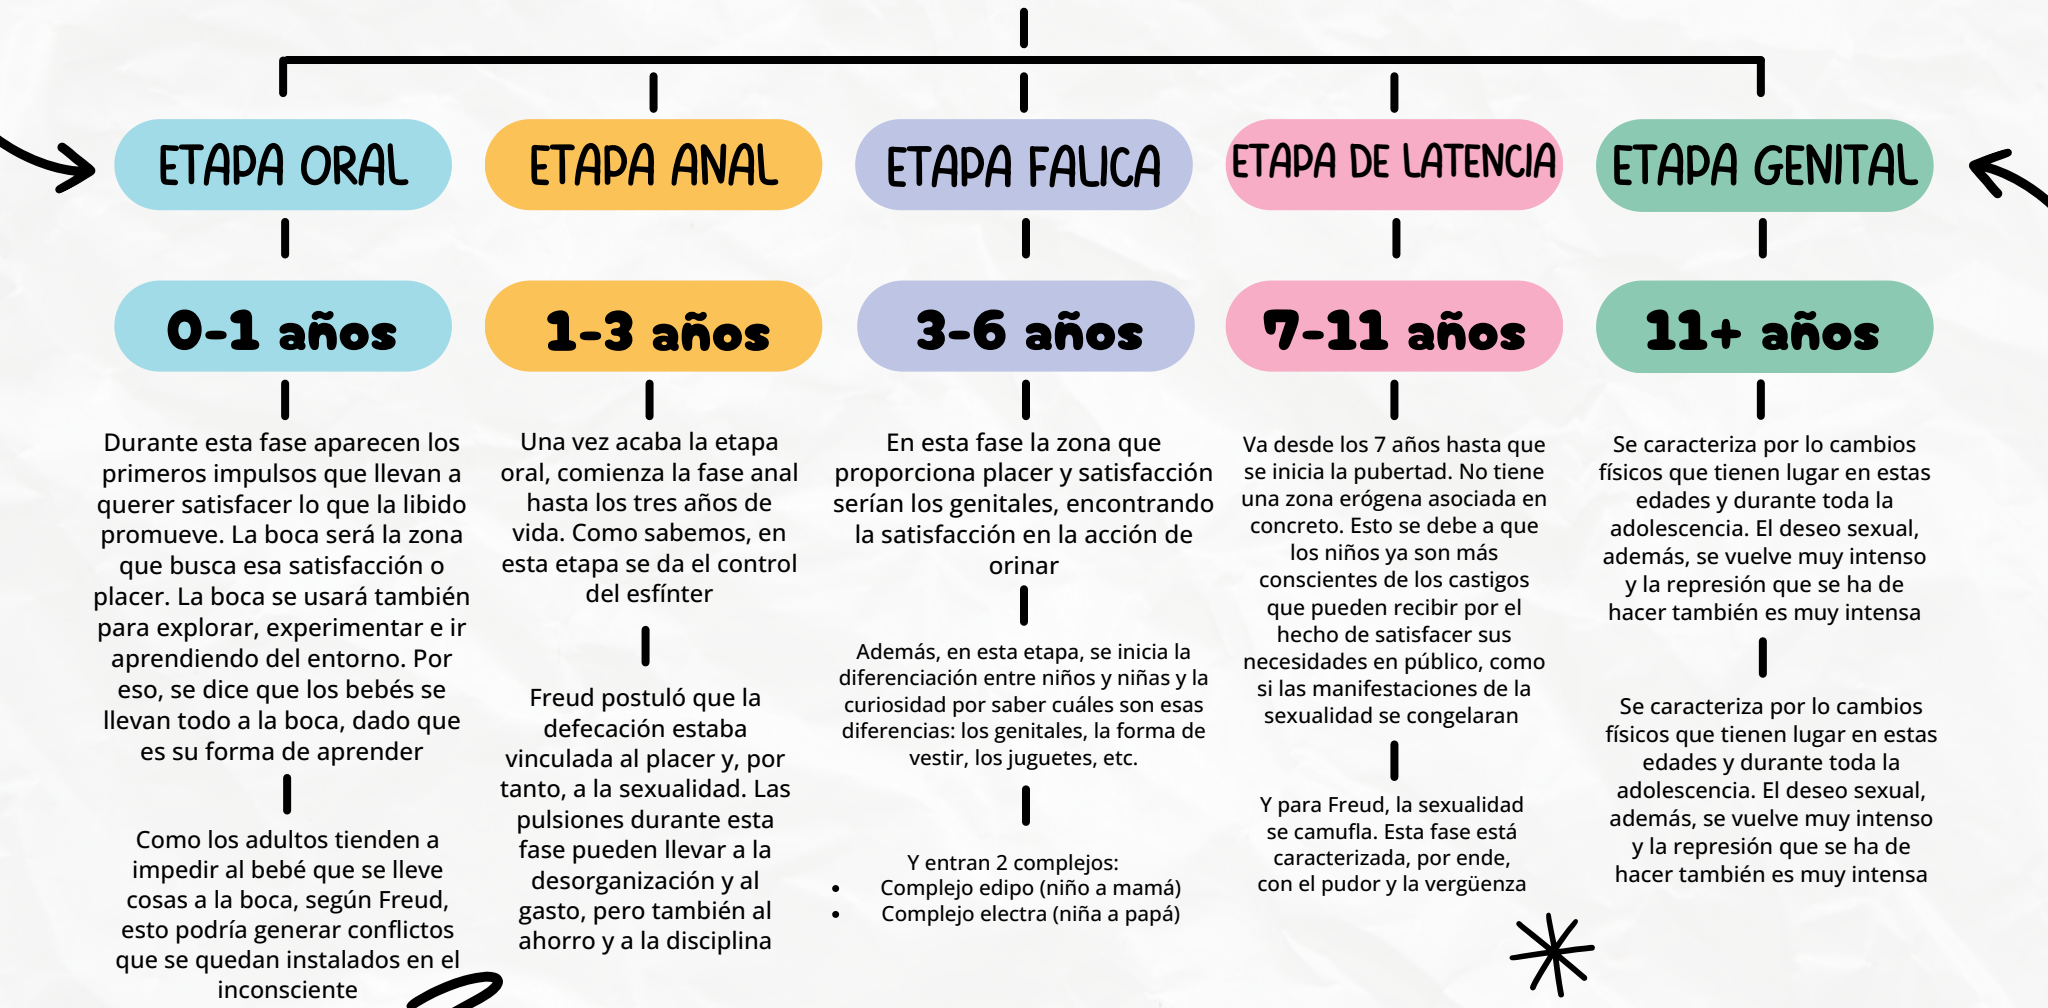 ETAPA ORAL
0-1 años
Durante esta fase aparecen los
primeros impulsos que llevan a
querer satisfacer lo que la libido
promueve. La boca será la zona
que busca esa satisfacción o
placer. La boca se usará también
para explorar, experimentar e ir
aprendiendo del entorno. Por
eso, se dice que los bebés se
llevan todo a la boca, dado que
es su forma de aprender
Como los adultos tienden a
impedir al bebé que se lleve
cosas a la boca, según Freud,
esto podría generar conflictos
que se quedan instalados en el
inconsciente
ETAPA ANAL
1-3 años
Una vez acaba la etapa
oral, comienza la fase anal
hasta los tres años de
vida. Como sabemos, en
esta etapa se da el control
del esfínter
Freud postuló que la
defecación estaba
vinculada al placer y, por
tanto, a la sexualidad. Las
pulsiones durante esta
fase pueden llevar a la
desorganización y al
gasto, pero también al
ahorro y a la disciplina
ETAPA FALICA
3-6 años
En esta fase la zona que
proporciona placer y satisfacción
serían los genitales, encontrando
la satisfacción en la acción de
orinar
Además, en esta etapa, se inicia la
diferenciación entre niños y niñas y la
curiosidad por saber cuáles son esas
diferencias: los genitales, la forma de
vestir, los juguetes, etc.
Y entran 2 complejos:
• Complejo edipo (niño a mamá)
• Complejo electra (niña a papá)
ETAPA DE LATENCIA
7-11 años
Va desde los 7 años hasta que
se inicia la pubertad. No tiene
una zona erógena asociada en
concreto. Esto se debe a que
los niños ya son más
conscientes de los castigos
que pueden recibir por el
hecho de satisfacer sus
necesidades en público, como
si las manifestaciones de la
sexualidad se congelaran
Y para Freud, la sexualidad
se camufla. Esta fase está
caracterizada, por ende,
con el pudor y la vergüenza
ETAPA GENITAL
11+ años
Se caracteriza por lo cambios
físicos que tienen lugar en estas
edades y durante toda la
adolescencia. El deseo sexual,
además, se vuelve muy intenso
y la represión que se ha de
hacer también es muy intensa
Se caracteriza por lo cambios
físicos que tienen lugar en estas
edades y durante toda la
adolescencia. El deseo sexual,
además, se vuelve muy intenso
y la represión que se ha de
hacer también es muy intensa